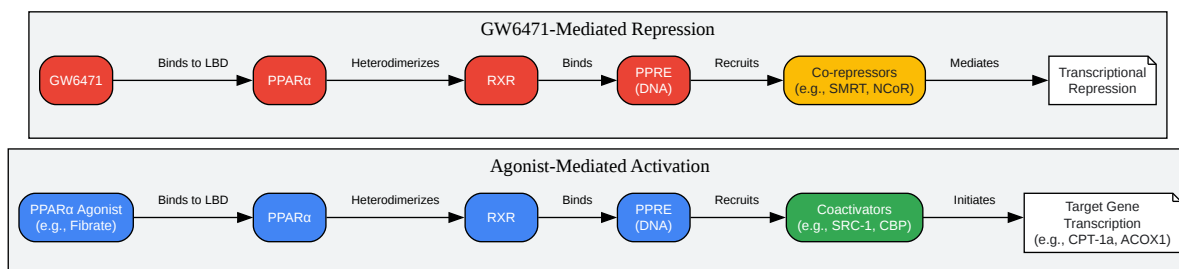 GW6471-Mediated Repression
GW6471
Binds to LBD
PPARα
Heterodimerizes
RXR
Binds
PPRE
(DNA)
Recruits
Co-repressors
(e.g., SMRT, NCoR)
Mediates
Transcriptional
Repression
Agonist-Mediated Activation
PPARα Agonist
(e.g., Fibrate)
Binds to LBD
PPARα
Heterodimerizes
RXR
Binds
PPRE
(DNA)
Recruits
Coactivators
(e.g., SRC-1, CBP)
Initiates
Target Gene
Transcription
(e.g., CPT-1a, ACOX1)